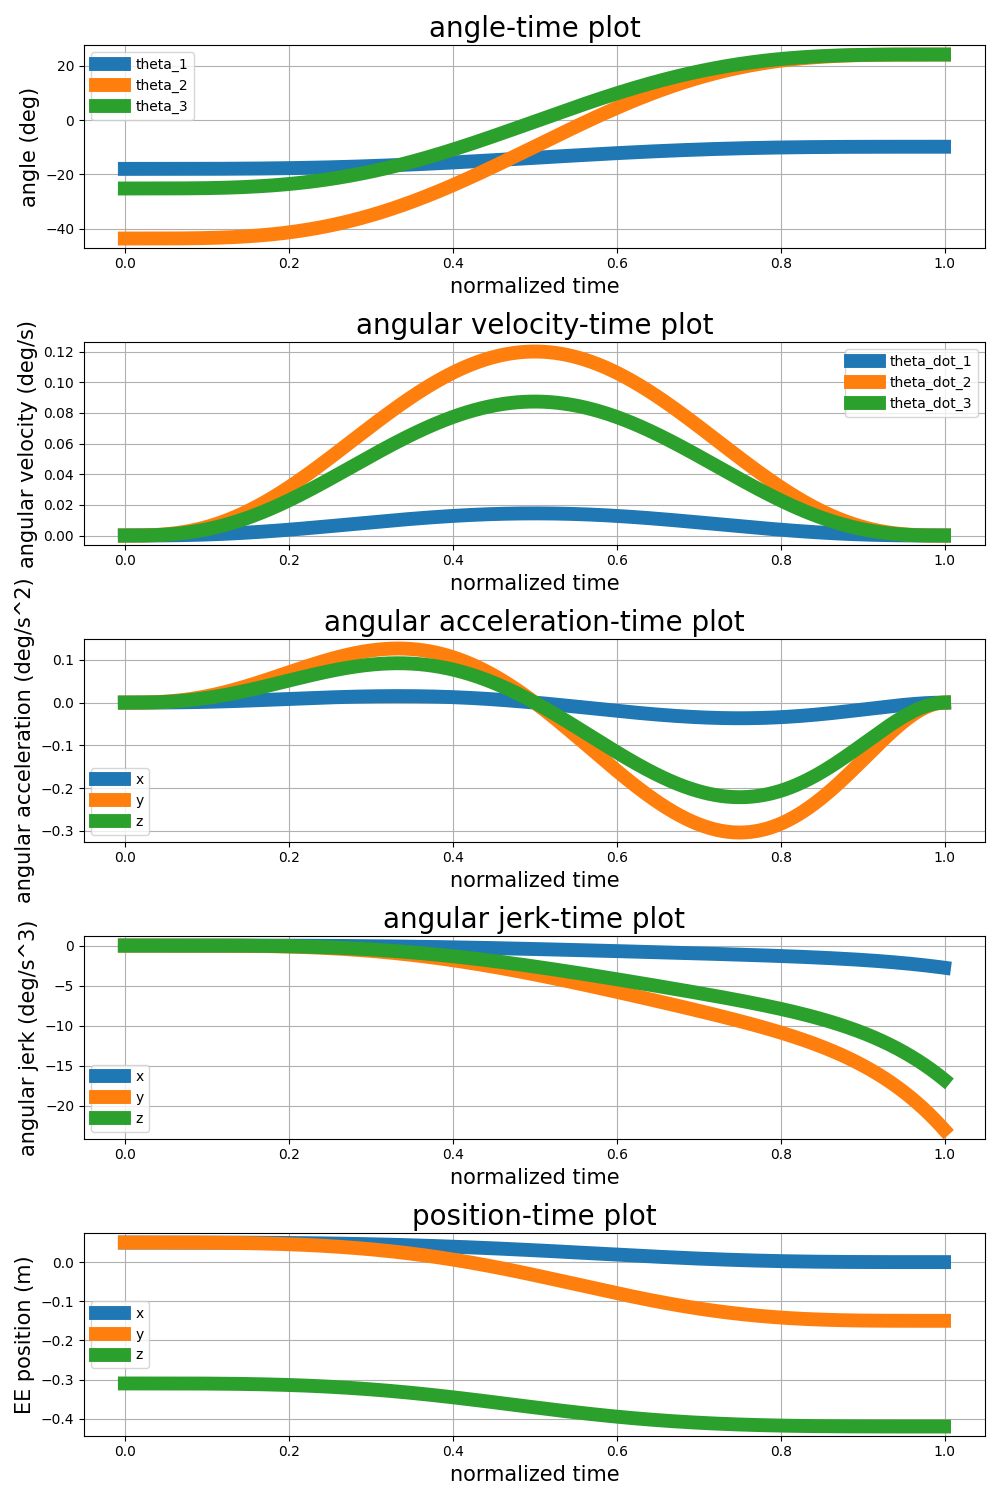 angle-time plot
angle (deg)
20
0
−20
−40
theta_1
theta_2
theta_3
0.0 0.2 0.4 0.6 0.8 1.0
normalized time
angular velocity-time plot
angular velocity (deg/s)
0.12
0.10
0.08
0.06
0.04
0.02
0.00
theta_dot_1
theta_dot_2
theta_dot_3
0.0 0.2 0.4 0.6 0.8 1.0
normalized time
angular acceleration-time plot
angular acceleration (deg/s^2)
0.1
0.0
−0.1
−0.2
−0.3
x
y
z
0.0 0.2 0.4 0.6 0.8 1.0
normalized time
angular jerk-time plot
angular jerk (deg/s^3)
0
−5
−10
−15
−20
x
y
z
0.0 0.2 0.4 0.6 0.8 1.0
normalized time
position-time plot
EE position (m)
0.0
−0.1
−0.2
−0.3
−0.4
x
y
z
0.0 0.2 0.4 0.6 0.8 1.0
normalized time